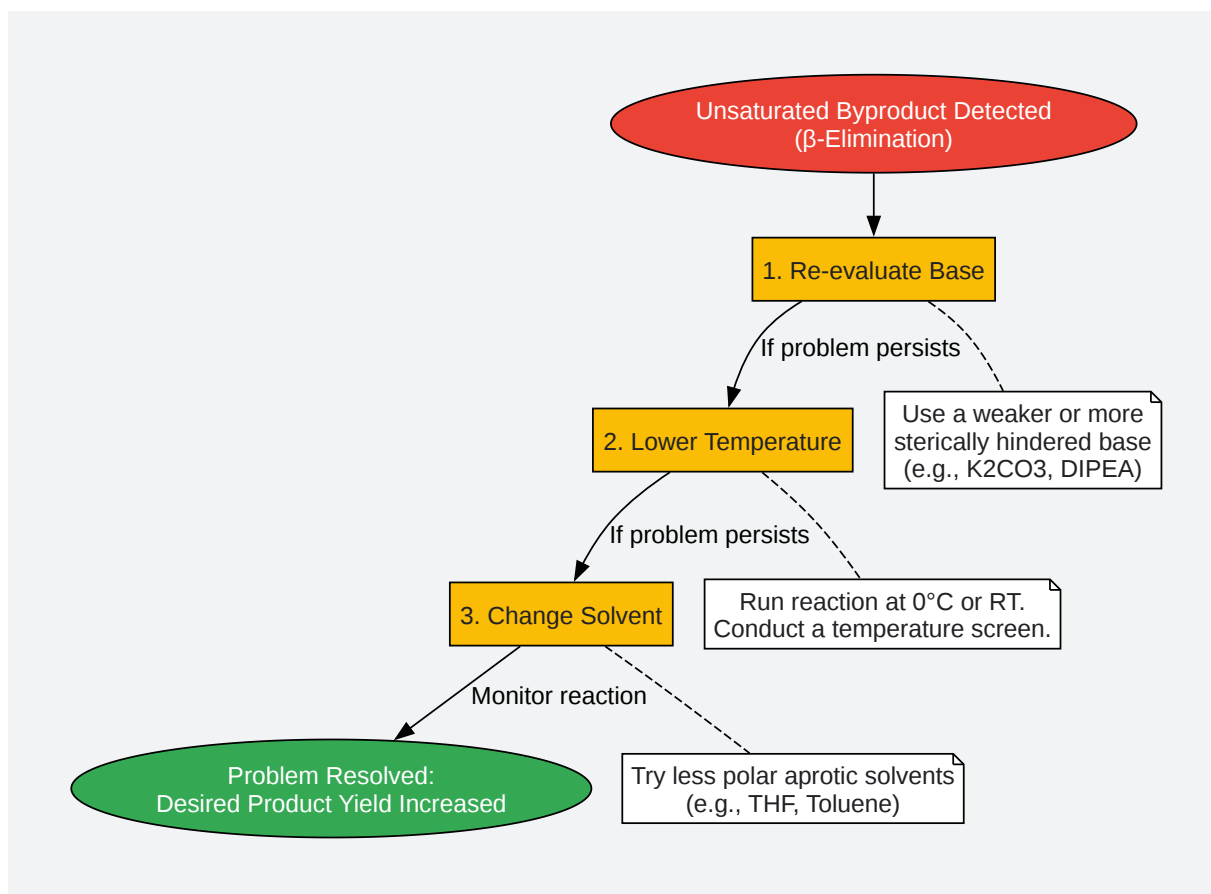 Unsaturated Byproduct Detected
(β-Elimination)
1. Re-evaluate Base
If problem persists
Use a weaker or more
sterically hindered base
(e.g., K2CO3, DIPEA)
2. Lower Temperature
If problem persists
Run reaction at 0°C or RT.
Conduct a temperature screen.
3. Change Solvent
Monitor reaction
Try less polar aprotic solvents
(e.g., THF, Toluene)
Problem Resolved:
Desired Product Yield Increased